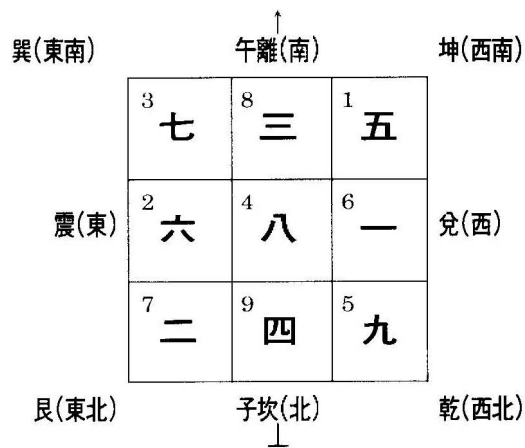 巽(東南) 午離(南) 坤(西南)
3 七 8 三 1 五
震(東) 2 六 4 八 6 一 兌(西)
7 二 9 四 5 九
艮(東北) 子坎(北) 乾(西北)